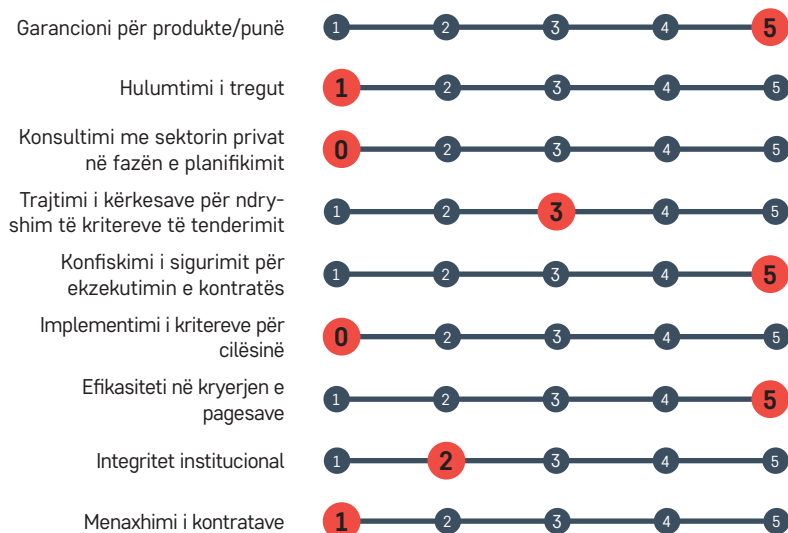 Garancioni për produkte/punë 1 2 3 4 5
Hulumtimi i tregut 1 2 3 4 5
Konsultimi me sektorin privat
në fazën e planifikimit 0 2 3 4 5
Trajtimi i kërkesave për ndry-
shim të kritereve të tenderimit 1 2 3 4 5
Konfiskimi i sigurimit për
ekzekutimin e kontratës 1 2 3 4 5
Implementimi i kritereve për
cilësinë 0 2 3 4 5
Efikasiteti në kryerjen e
pagesave 1 2 3 4 5
Integritet institucional 1 2 3 4 5
Menaxhimi i kontratave 1 2 3 4 5